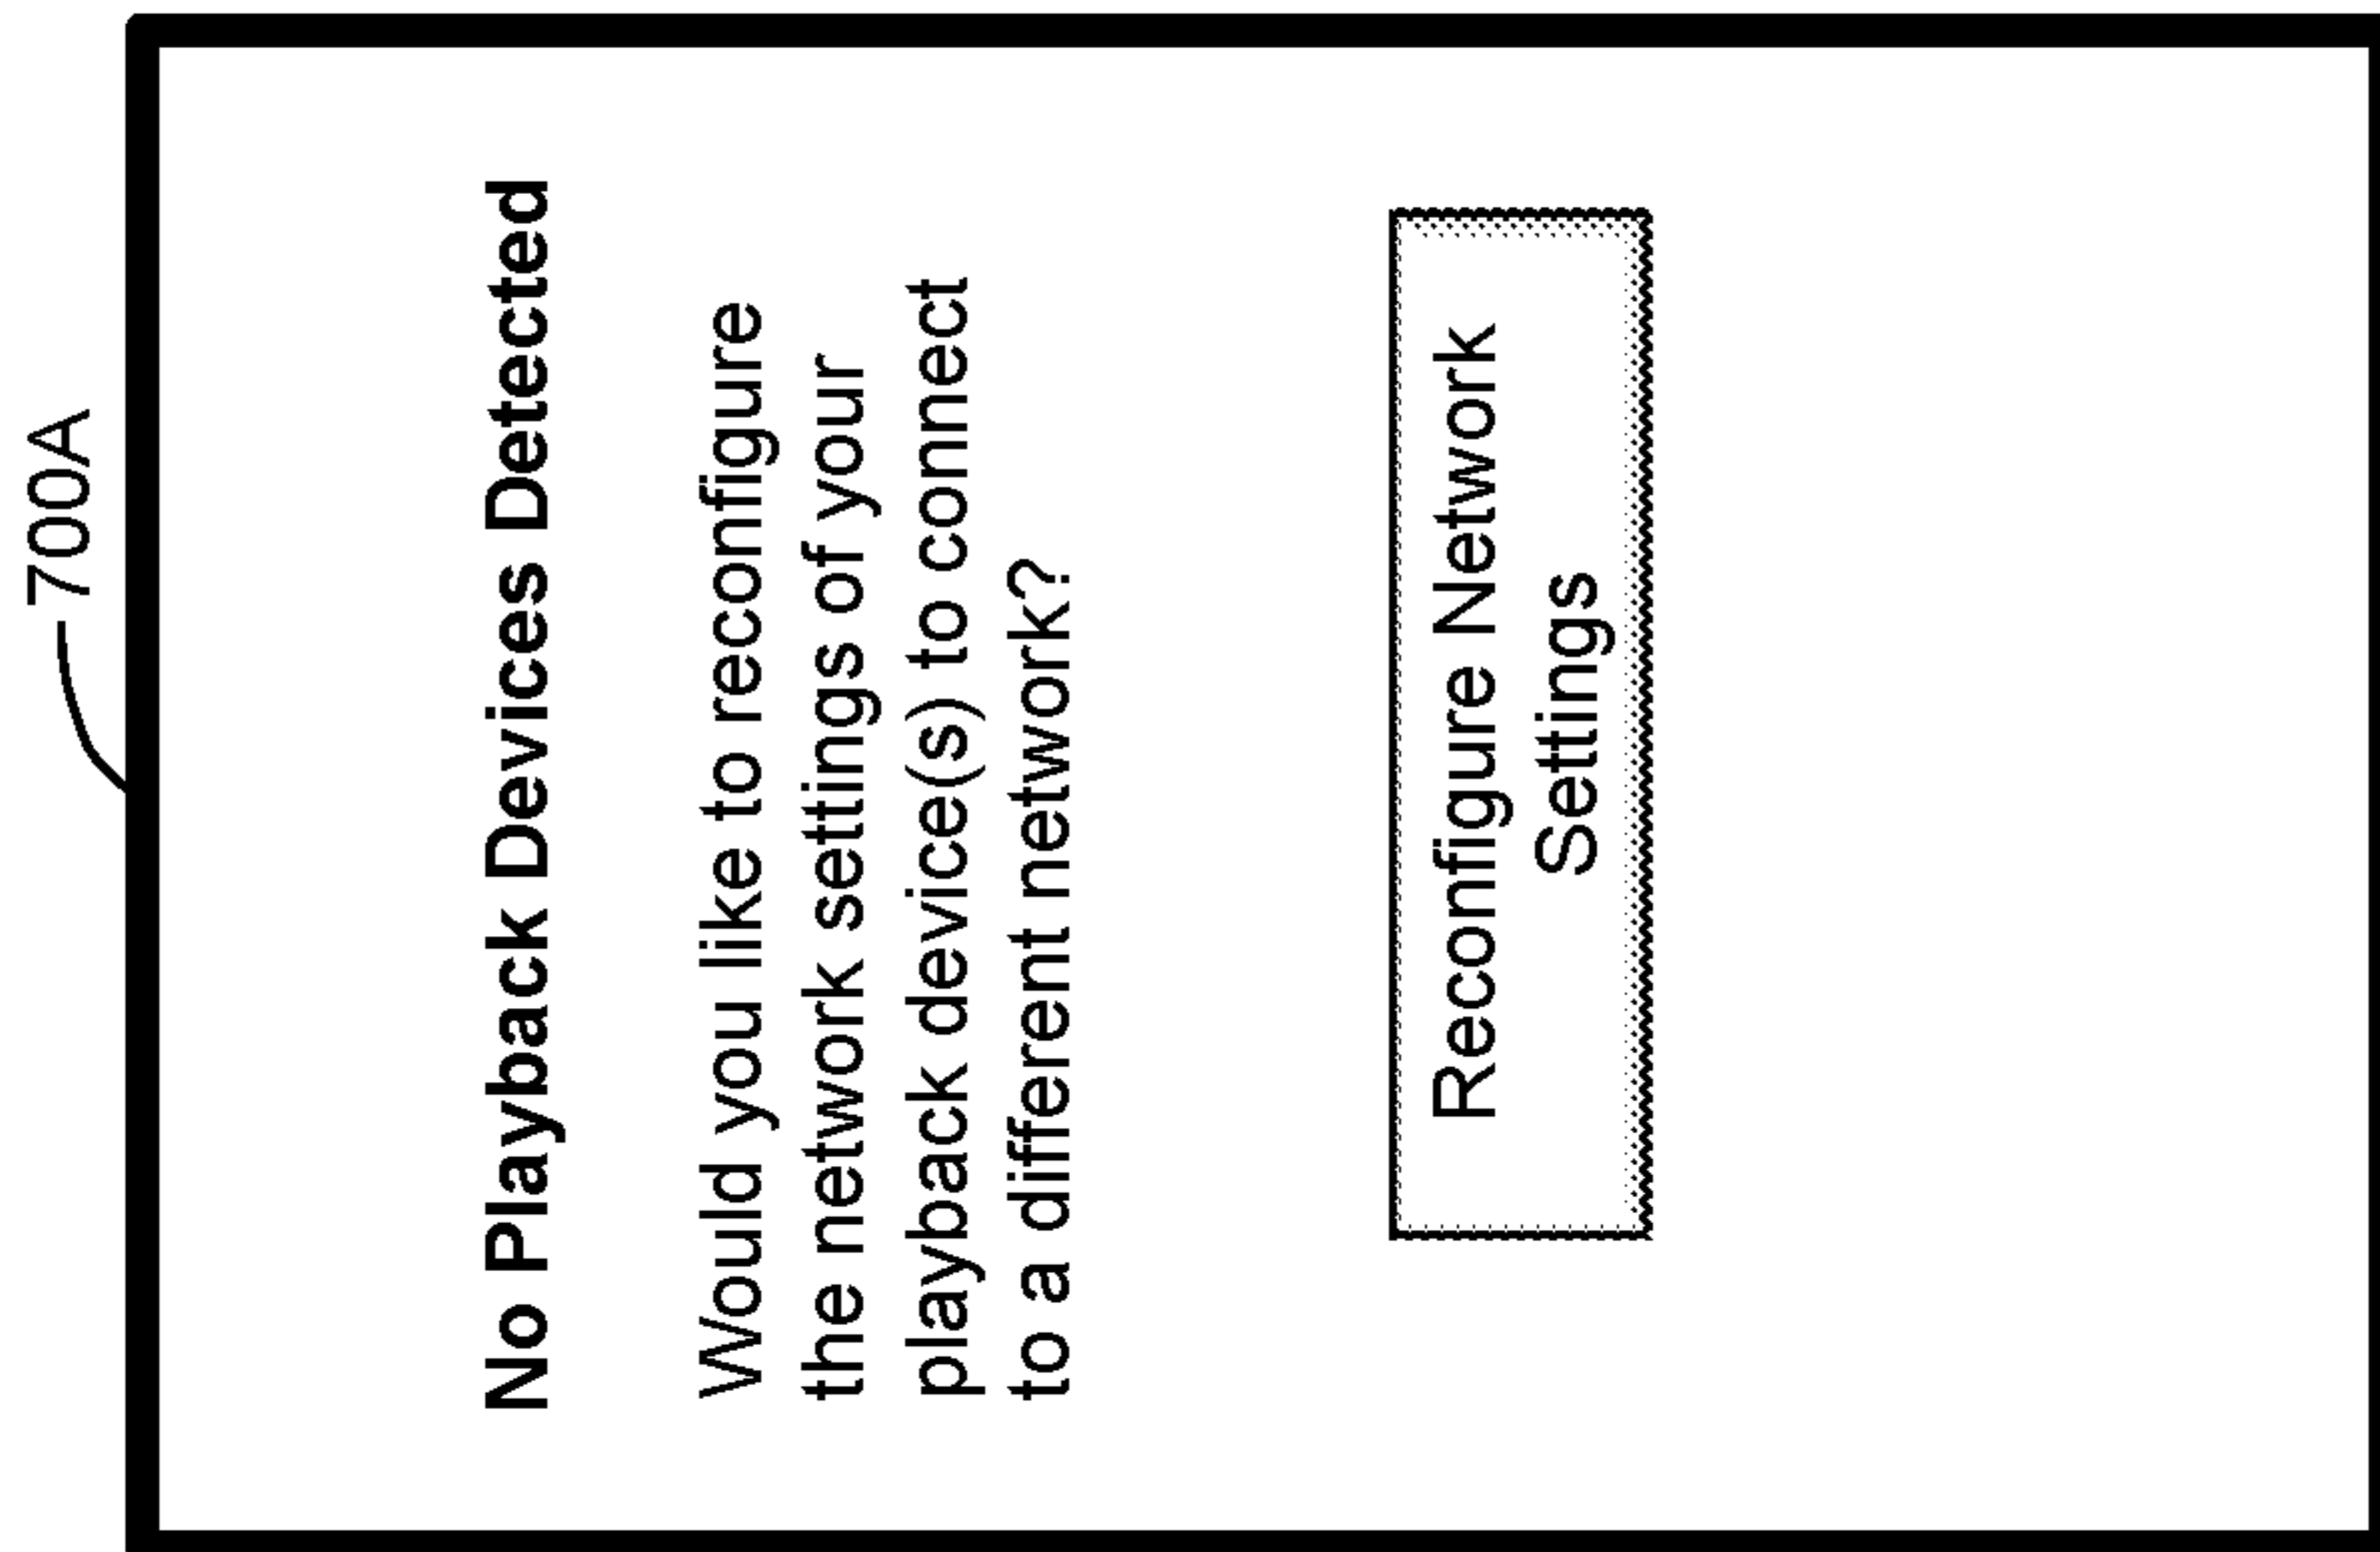 700A
No Playback Devices Detected
Would you like to reconfigure
the network settings of your
playback device(s) to connect
to a different network?
Reconfigure Network
Settings